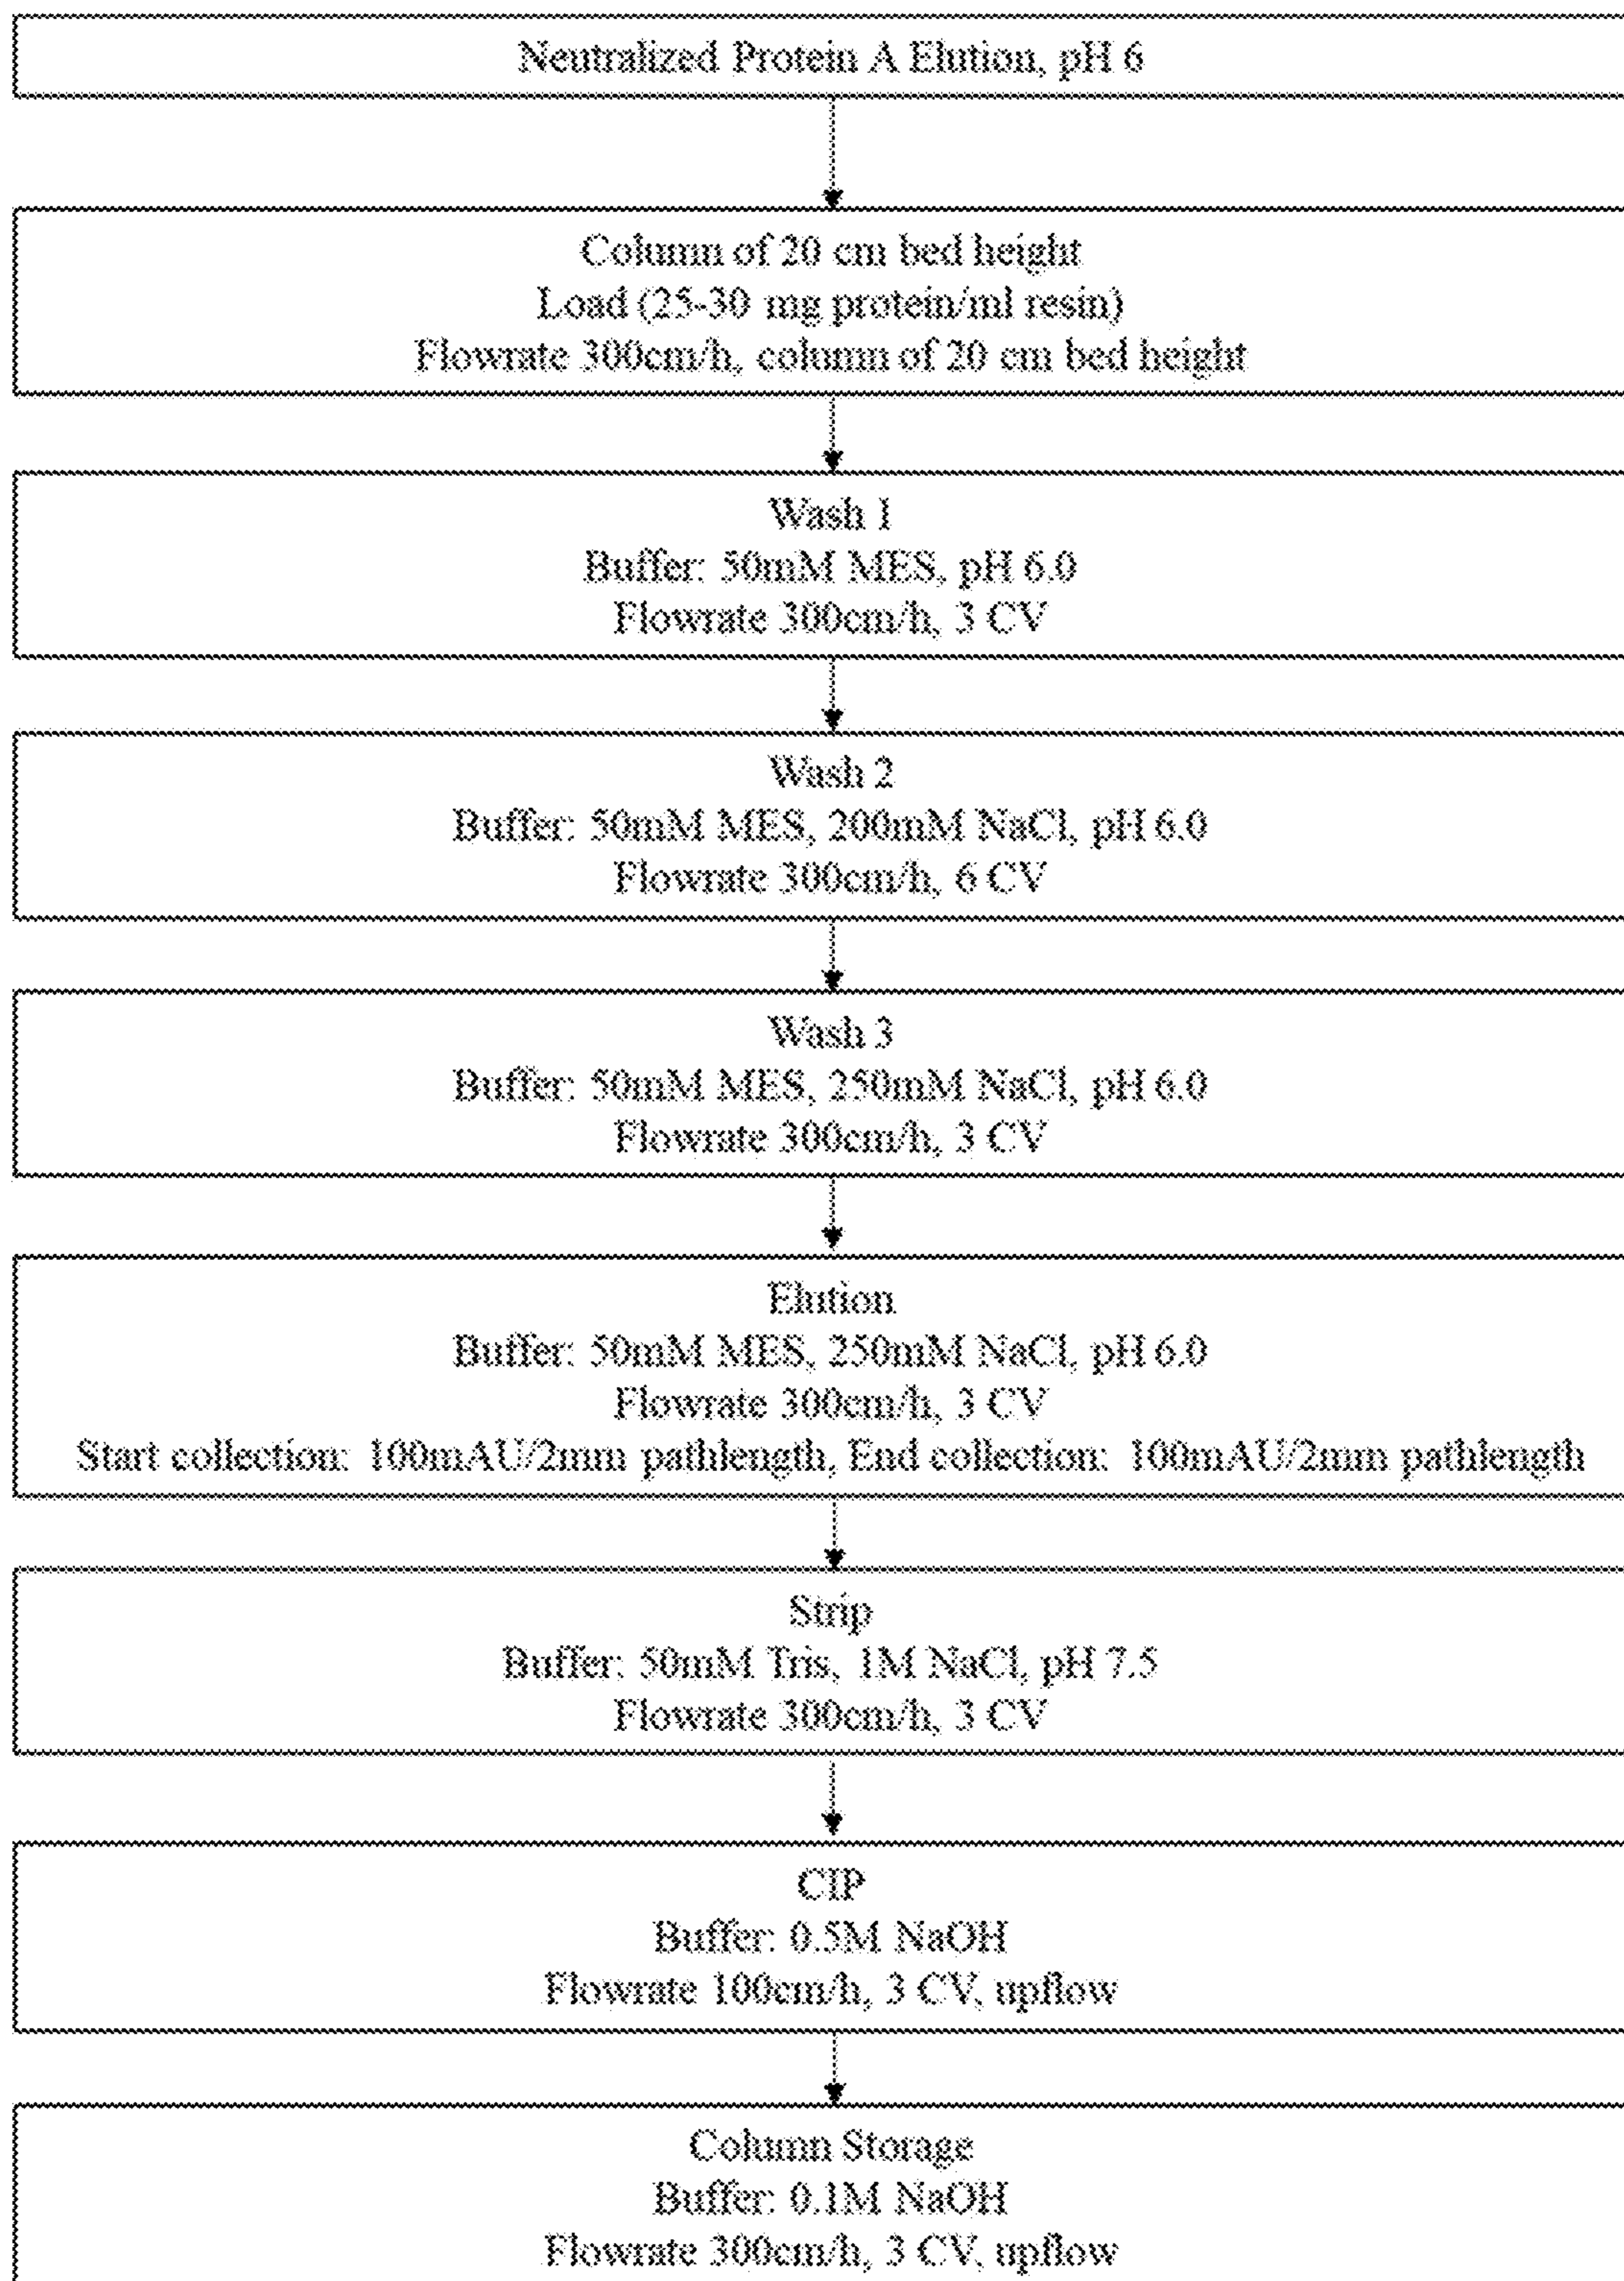 Neutralized Protein A Elution, pH 6
Column of 20 cm bed height
Load (25-30 mg protein/ml resin)
Flowrate 300cm/h, column of 20 cm bed height
Wash 1
Buffer: 50mM MES, pH 6.0
Flowrate 300cm/h, 3 CV
Wash 2
Buffer: 50mM MES, 200mM NaCl, pH 6.0
Flowrate 300cm/h, 6 CV
Wash 3
Buffer: 50mM MES, 250mM NaCl, pH 6.0
Flowrate 300cm/h, 3 CV
Elution
Buffer: 50mM MES, 250mM NaCl, pH 6.0
Flowrate 300cm/h, 3 CV
Start collection: 100mAU/2mm pathlength, End collection: 100mAU/2mm pathlength
Strip
Buffer: 50mM Tris, 1M NaCl, pH 7.5
Flowrate 300cm/h, 3 CV
CIP
Buffer: 0.5M NaOH
Flowrate 100cm/h, 3 CV, upflow
Column Storage
Buffer: 0.1M NaOH
Flowrate 300cm/h, 3 CV, upflow